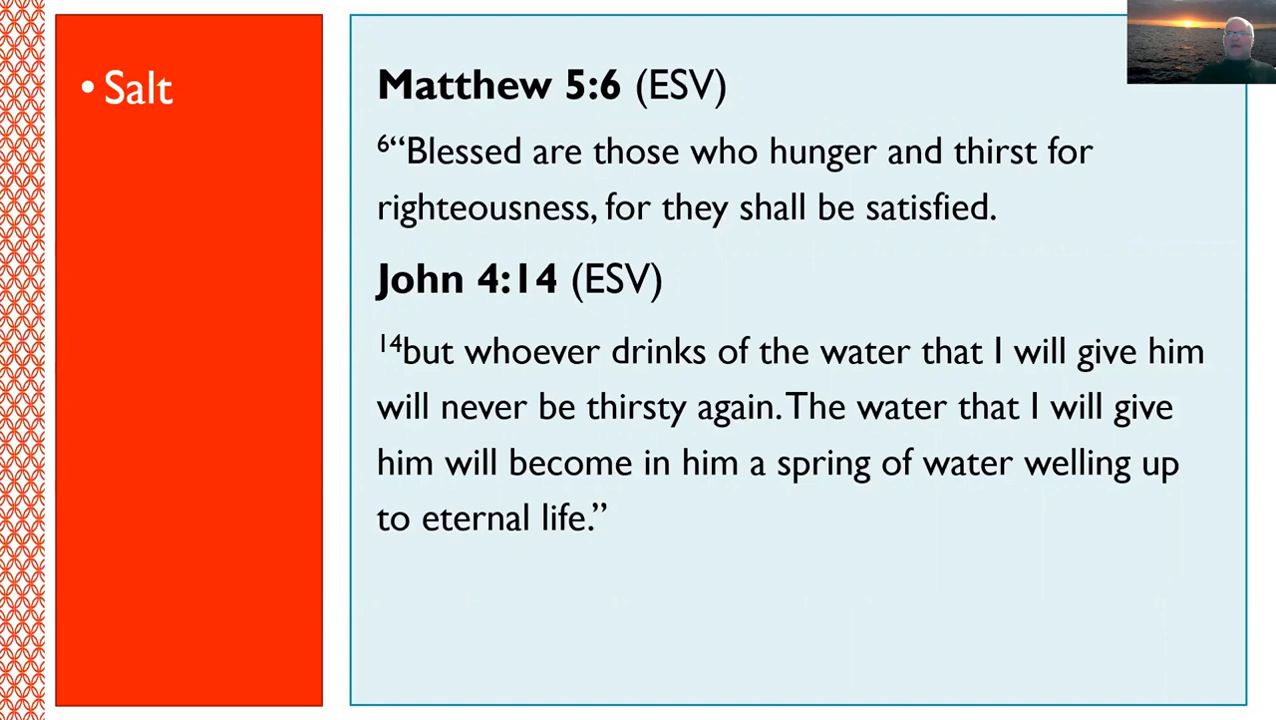 • Salt
Matthew 5:6 (ESV)
⁶“Blessed are those who hunger and thirst for
righteousness, for they shall be satisfied.
John 4:14 (ESV)
¹⁴but whoever drinks of the water that I will give him
will never be thirsty again. The water that I will give
him will become in him a spring of water welling up
to eternal life.”